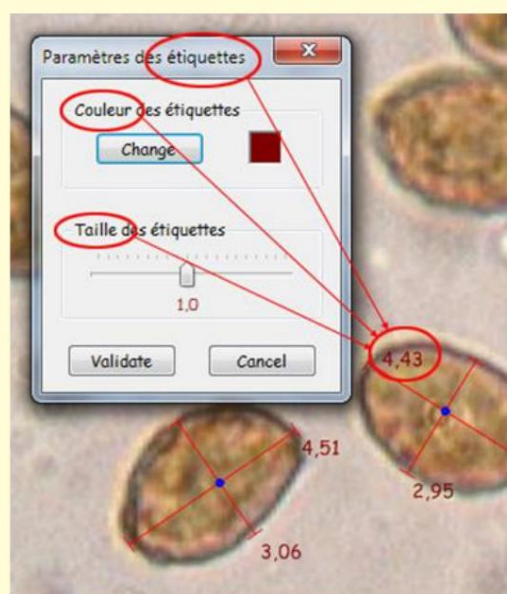 Paramètres des étiquettes
Couleur des étiquettes
Change
Taille des étiquettes
1,0
Validate Cancel
4,43
4,51
2,95
3,06